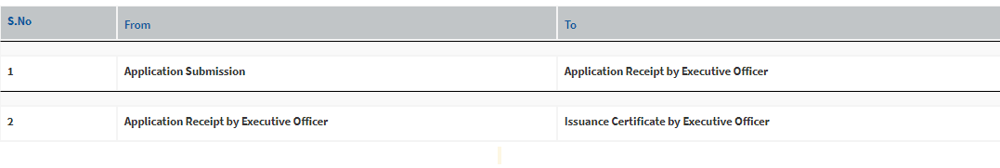 S.No From To
1 Application Submission Application Receipt by Executive Officer
2 Application Receipt by Executive Officer Issuance Certificate by Executive Officer